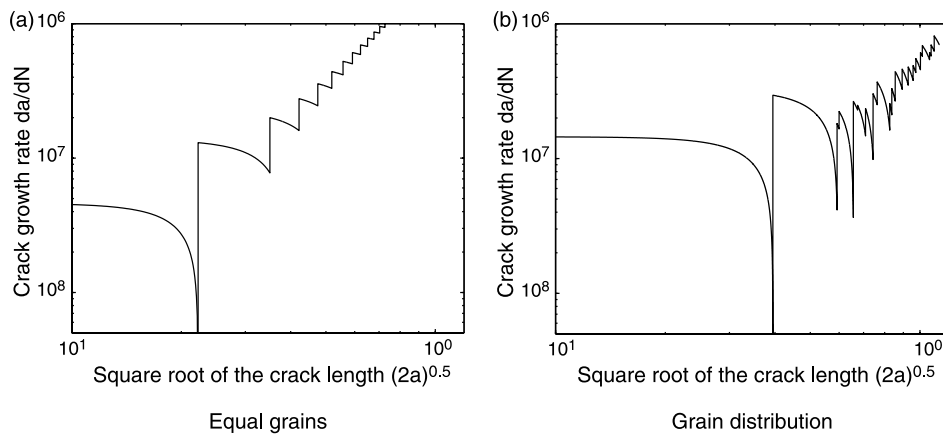 (a)
10^6
10^7
10^8
Crack growth rate da/dN
10^1
10^0
Square root of the crack length (2a)^0.5
Equal grains
(b)
10^6
10^7
10^8
Crack growth rate da/dN
10^1
10^0
Square root of the crack length (2a)^0.5
Grain distribution